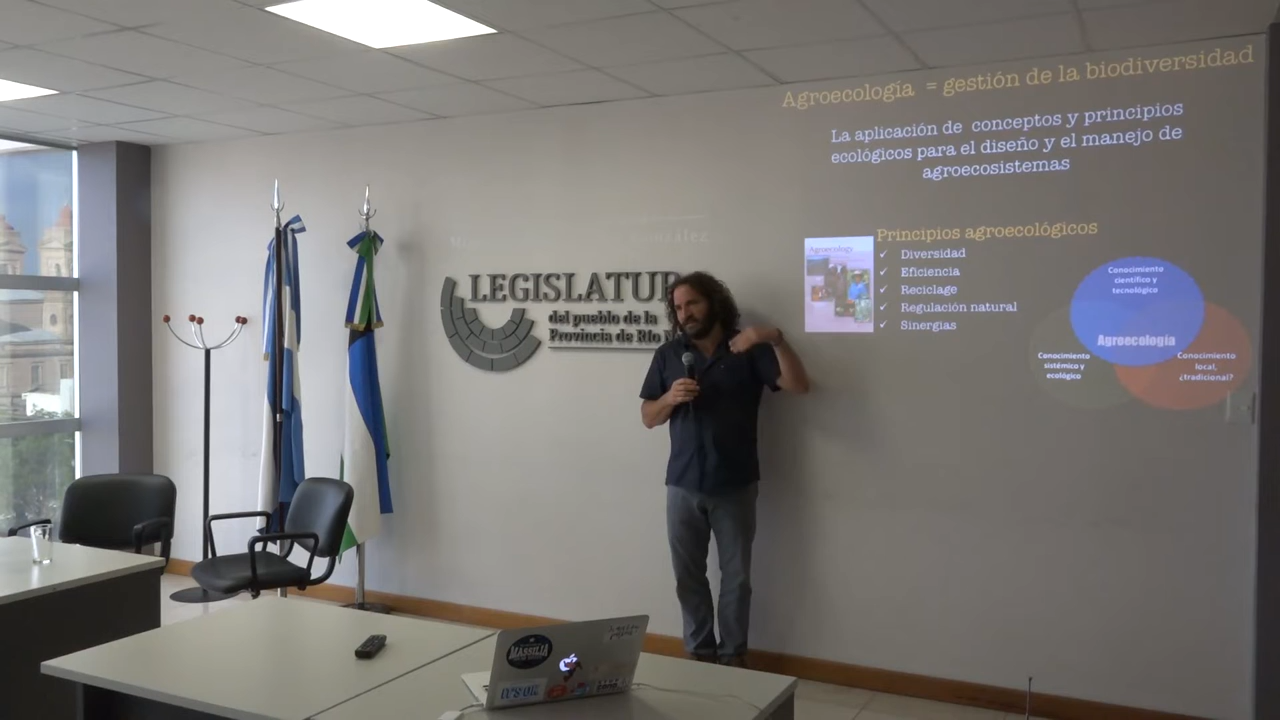 Agroecología = gestión de la biodiversidad
La aplicación de conceptos y principios
ecológicos para el diseño y el manejo de
agroecosistemas
Principios agroecológicos
✓ Diversidad
✓ Eficiencia
✓ Reciclage
✓ Regulación natural
✓ Sinergias
Agroecology
Conocimiento
científico y
tecnológico
Agroecología
Conocimiento
sistémico y
ecológico
Conocimiento
local,
¿tradicional?
LEGISLATUR
del pueblo de la
Provincia de Río N
MASSILIA